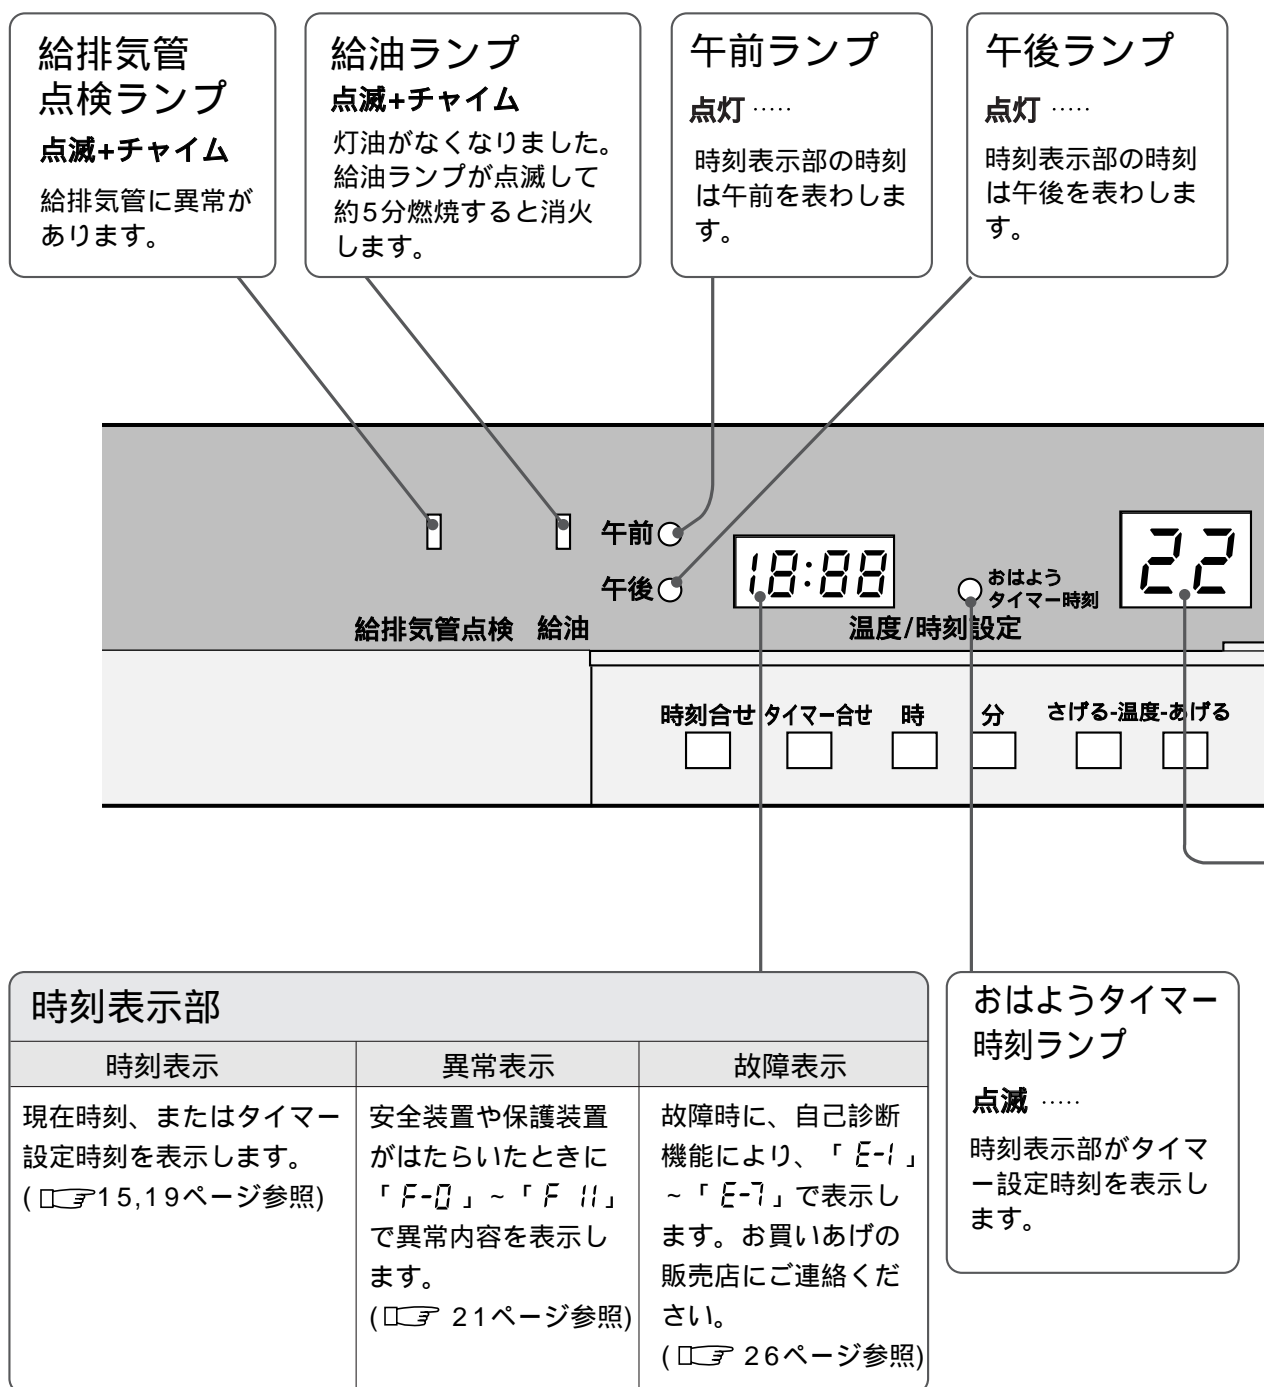 給排気管
点検ランプ
点滅+チャイム
給排気管に異常が
あります。
給油ランプ
点滅+チャイム
灯油がなくなりました。
給油ランプが点滅して
約5分燃焼すると消火
します。
午前ランプ
点灯 ·····
時刻表示部の時刻
は午前を表わしま
す。
午後ランプ
点灯 ·····
時刻表示部の時刻
は午後を表わしま
す。
午前
午後
給排気管点検
給油
18:88
おはよう
タイマー時刻
22
温度/時刻設定
時刻合せ
タイマー合せ
時
分
さげる-温度-あげる
時刻表示部
時刻表示
現在時刻、またはタイマー
設定時刻を表示します。
(15,19ページ参照)
異常表示
安全装置や保護装置
がはたらいたときに
「F-0」~「F 11」
で異常内容を表示し
ます。
(21ページ参照)
故障表示
故障時に、自己診断
機能により、「E-1」
~「E-7」で表示し
ます。お買いあげの
販売店にご連絡くだ
さい。
(26ページ参照)
おはようタイマー
時刻ランプ
点滅 ·····
時刻表示部がタイマ
ー設定時刻を表示し
ます。